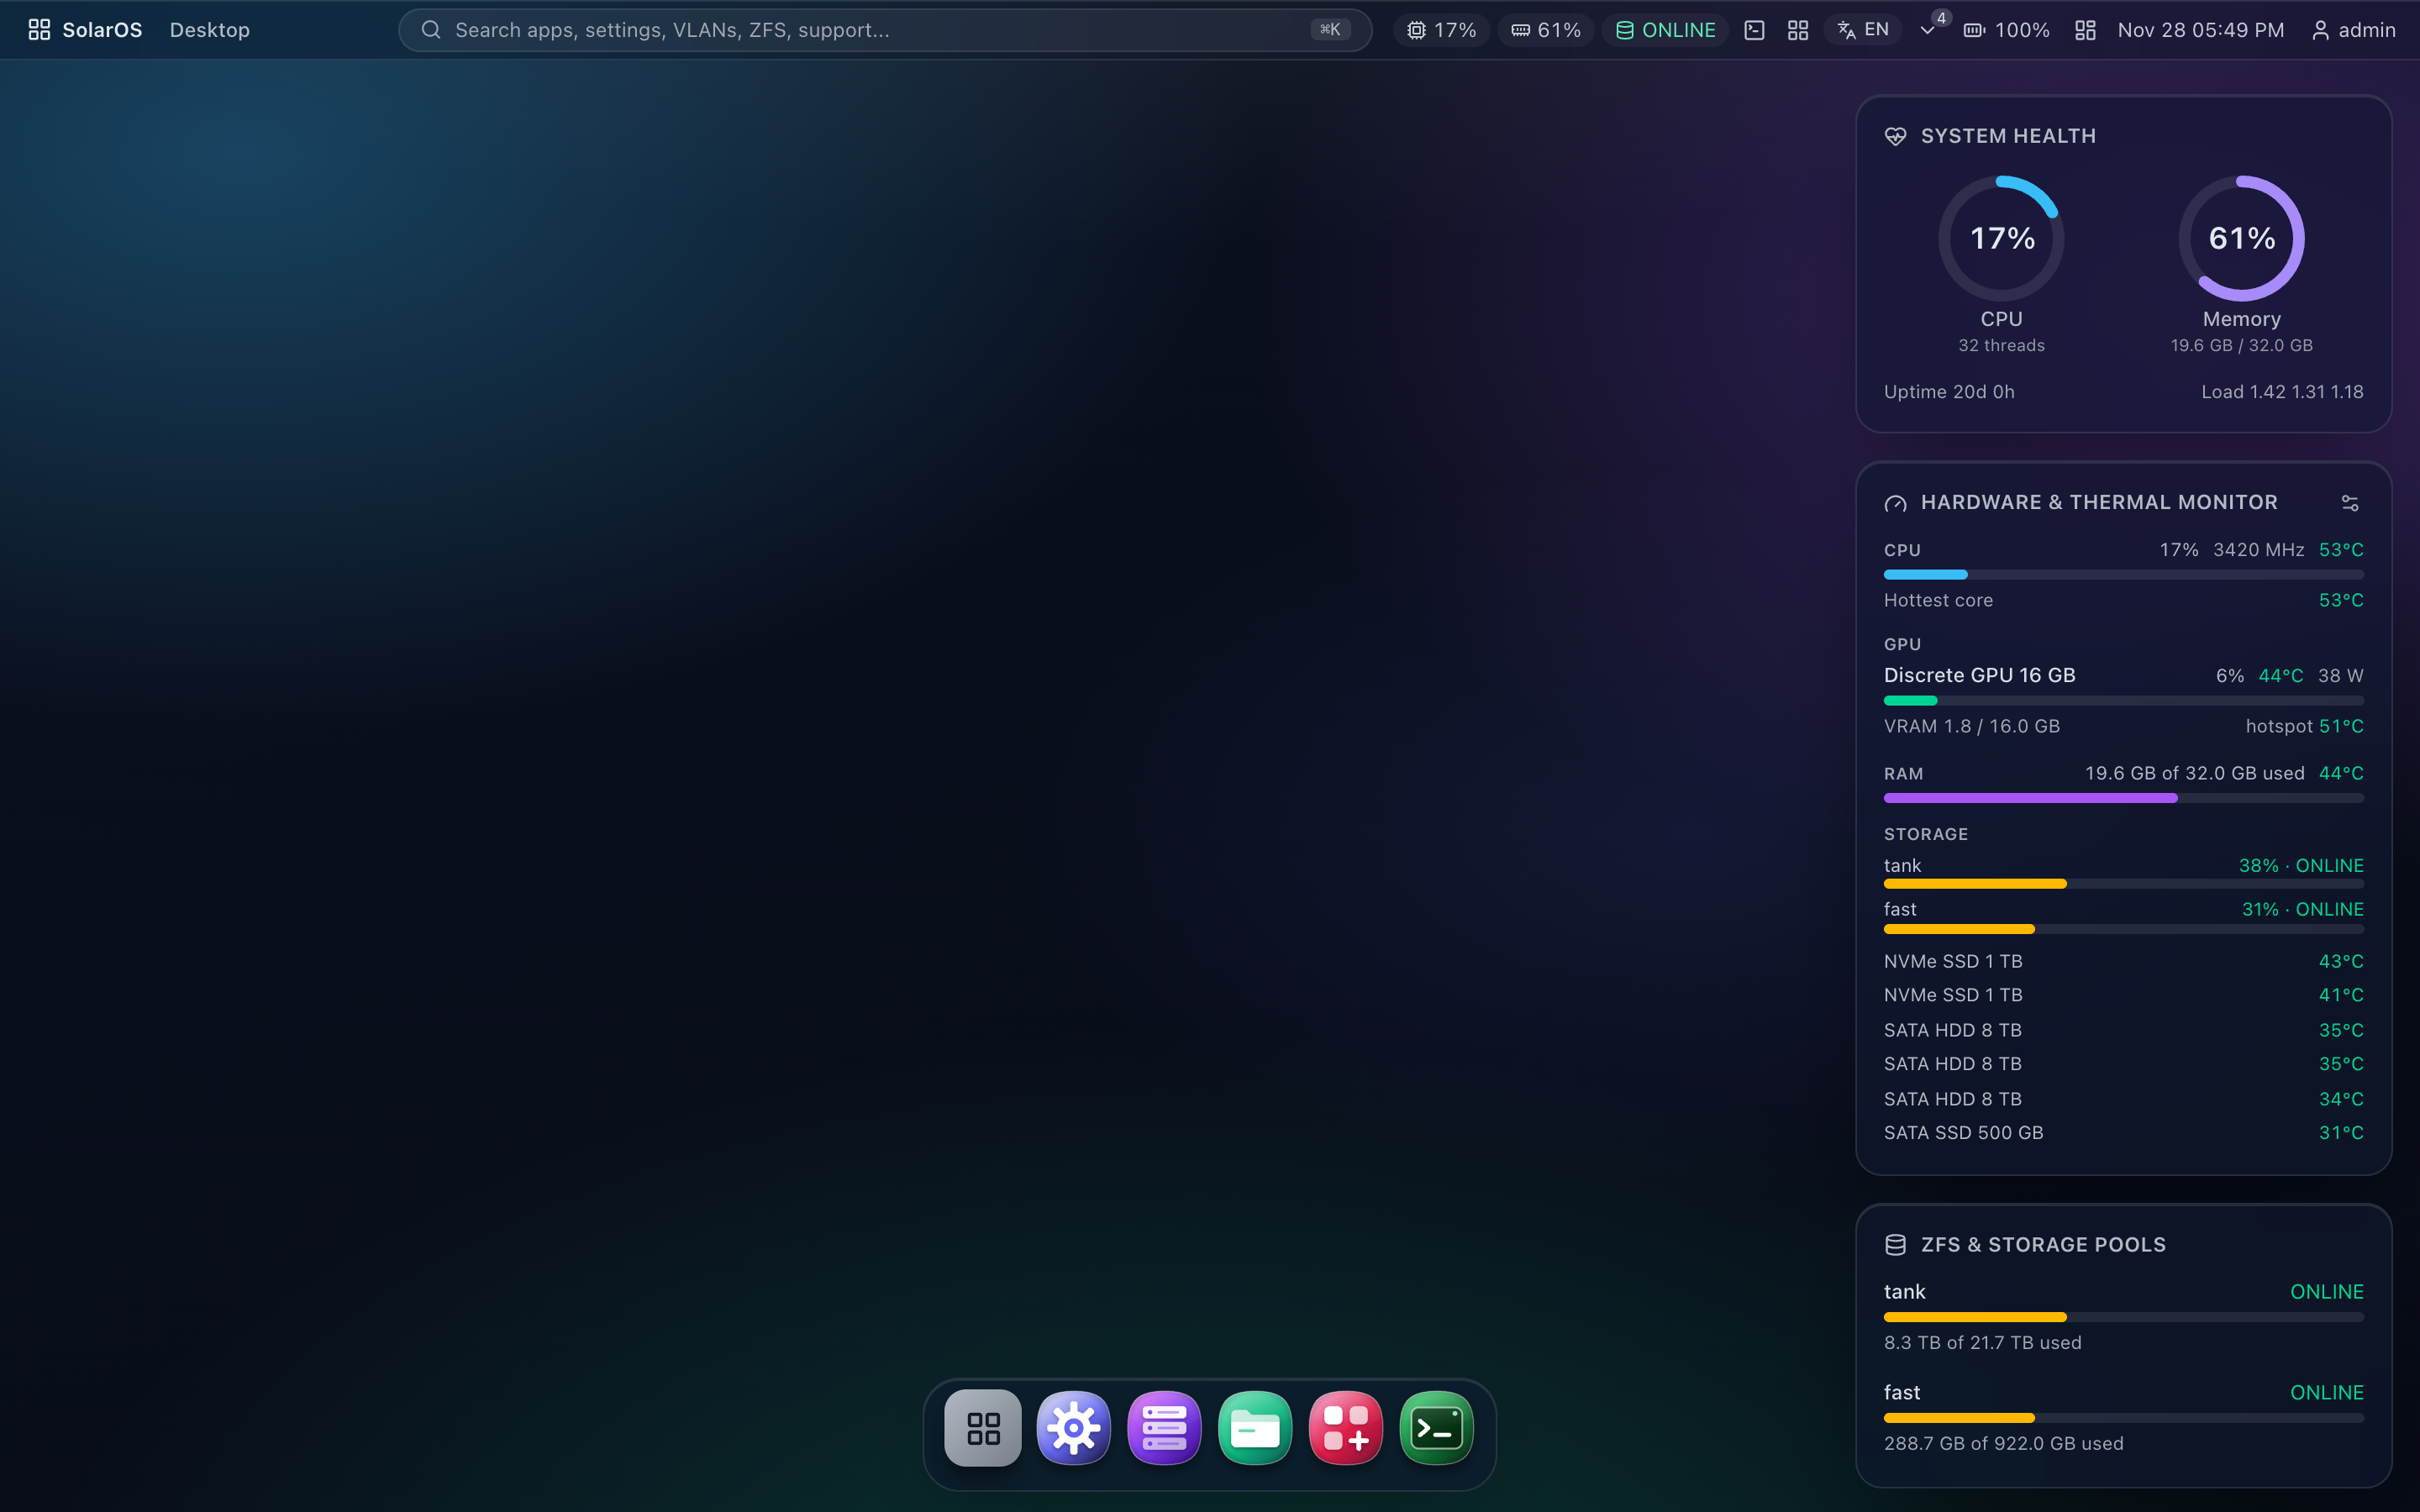 SolarOS Desktop Search apps, settings, VLANs, ZFS, support... ⌘K 17% 61% ONLINE EN 4 100% Nov 28 05:49 PM admin
SYSTEM HEALTH
17% 61%
CPU Memory
32 threads 19.6 GB / 32.0 GB
Uptime 20d 0h Load 1.42 1.31 1.18
HARDWARE & THERMAL MONITOR
CPU 17% 3420 MHz 53°C
Hottest core 53°C
GPU
Discrete GPU 16 GB 6% 44°C 38 W
VRAM 1.8 / 16.0 GB hotspot 51°C
RAM 19.6 GB of 32.0 GB used 44°C
STORAGE
tank 38% · ONLINE
fast 31% · ONLINE
NVMe SSD 1 TB 43°C
NVMe SSD 1 TB 41°C
SATA HDD 8 TB 35°C
SATA HDD 8 TB 35°C
SATA HDD 8 TB 34°C
SATA SSD 500 GB 31°C
ZFS & STORAGE POOLS
tank ONLINE
8.3 TB of 21.7 TB used
fast ONLINE
288.7 GB of 922.0 GB used